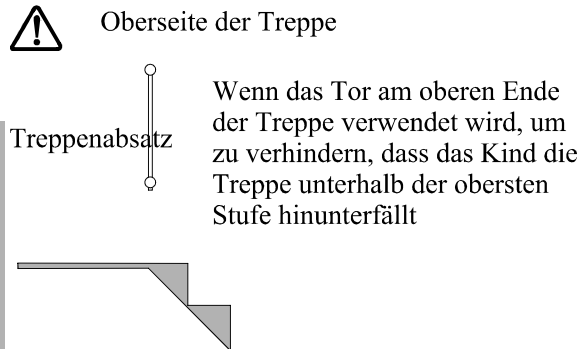 Oberseite der Treppe
Treppenabsatz
Wenn das Tor am oberen Ende
der Treppe verwendet wird, um
zu verhindern, dass das Kind die
Treppe unterhalb der obersten
Stufe hinunterfällt